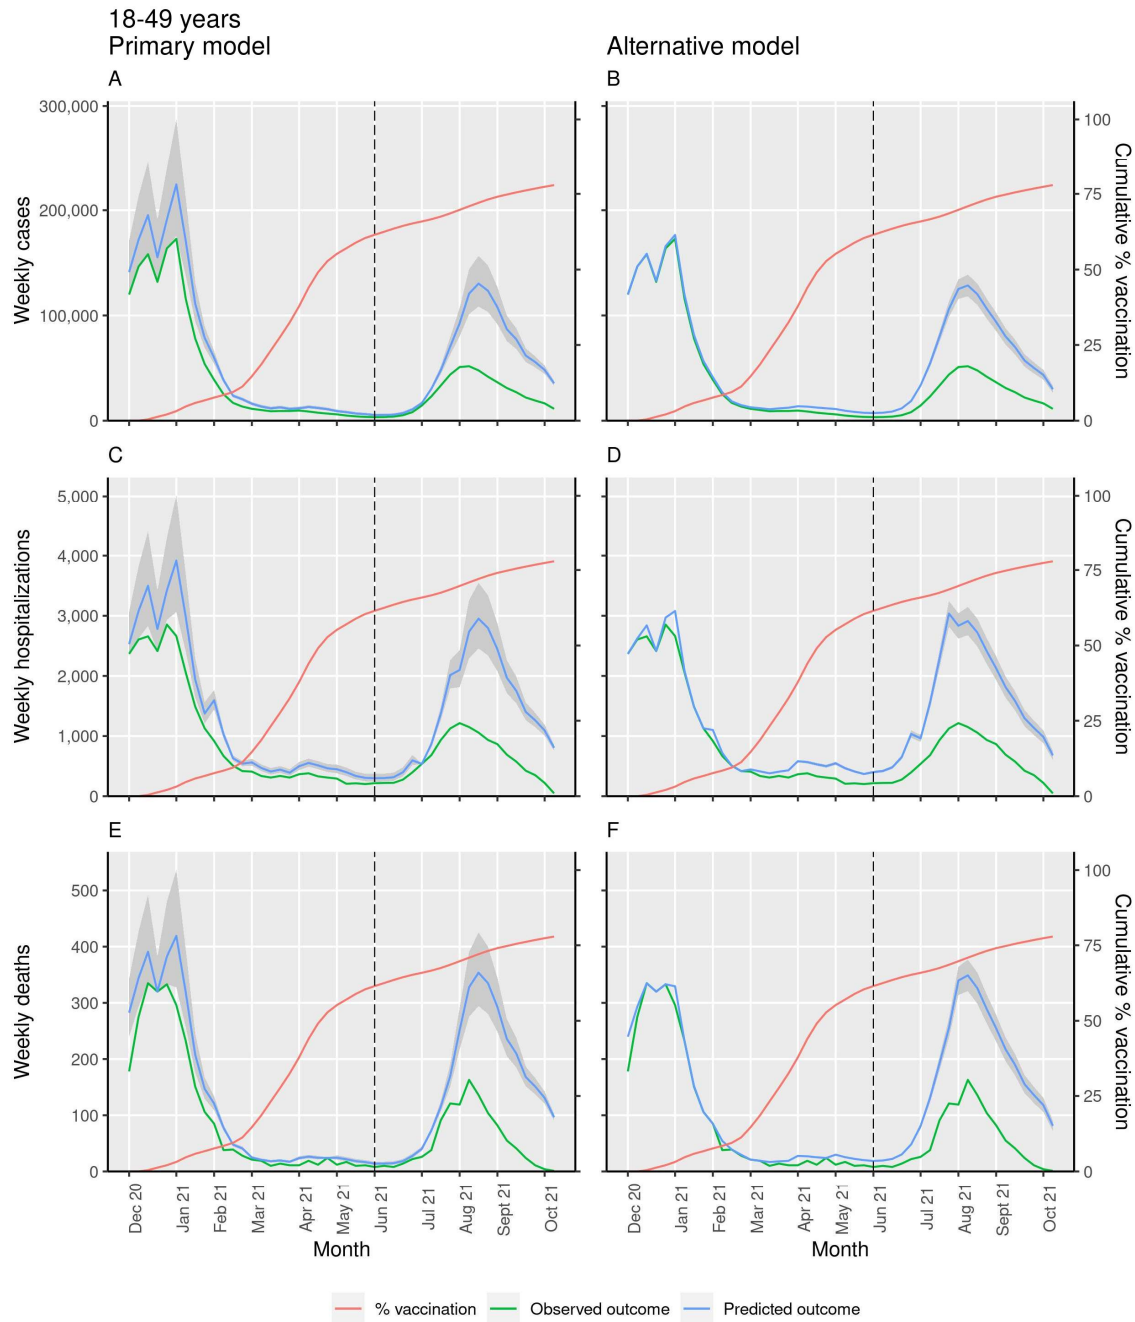 18-49 years
Primary model
Alternative model
A
B
300,000
200,000
100,000
0
Weekly cases
100
75
50
25
0
Cumulative % vaccination
C
D
5,000
4,000
3,000
2,000
1,000
0
Weekly hospitalizations
100
75
50
25
0
Cumulative % vaccination
E
F
500
400
300
200
100
0
Weekly deaths
100
75
50
25
0
Cumulative % vaccination
Dec 20
Jan 21
Feb 21
Mar 21
Apr 21
May 21
Jun 21
Jul 21
Aug 21
Sept 21
Oct 21
Dec 20
Jan 21
Feb 21
Mar 21
Apr 21
May 21
Jun 21
Jul 21
Aug 21
Sept 21
Oct 21
Month
Month
% vaccination
Observed outcome
Predicted outcome